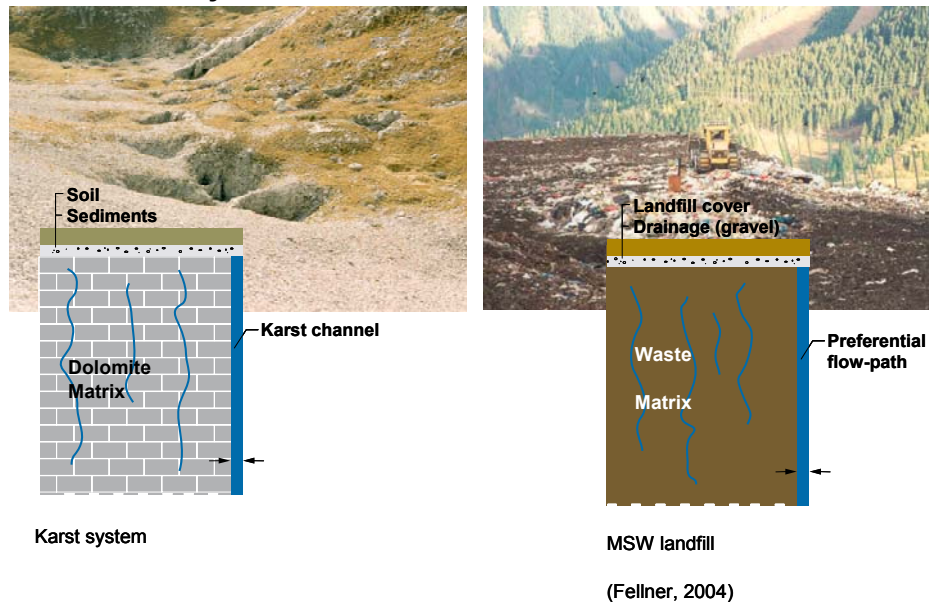 Soil
Sediments
Karst channel
Dolomite
Matrix
Karst system
Landfill cover
Drainage (gravel)
Waste
Matrix
Preferential
flow-path
MSW landfill
(Fellner, 2004)